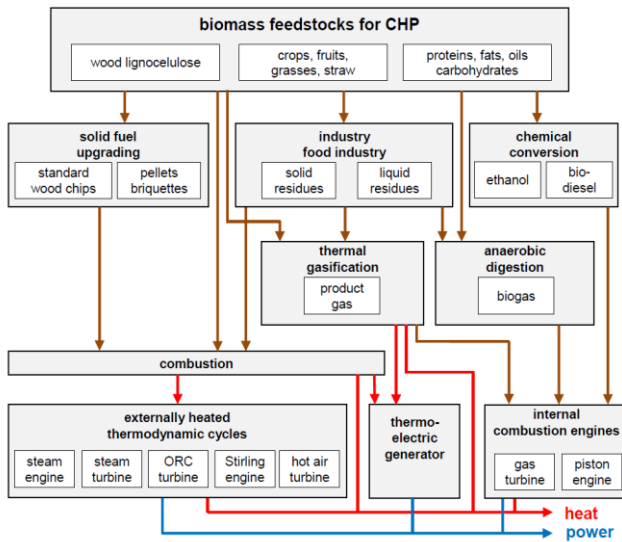 biomass feedstocks for CHP
wood lignocelulose
crops, fruits,
grasses, straw
proteins, fats, oils
carbohydrates
solid fuel
upgrading
standard
wood chips
pellets
briquettes
industry
food industry
solid
residues
liquid
residues
chemical
conversion
ethanol
bio-
diesel
thermal
gasification
product
gas
anaerobic
digestion
biogas
combustion
externally heated
thermodynamic cycles
steam
engine
steam
turbine
ORC
turbine
Stirling
engine
hot air
turbine
thermo-
electric
generator
internal
combustion engines
gas
turbine
piston
engine
heat
power